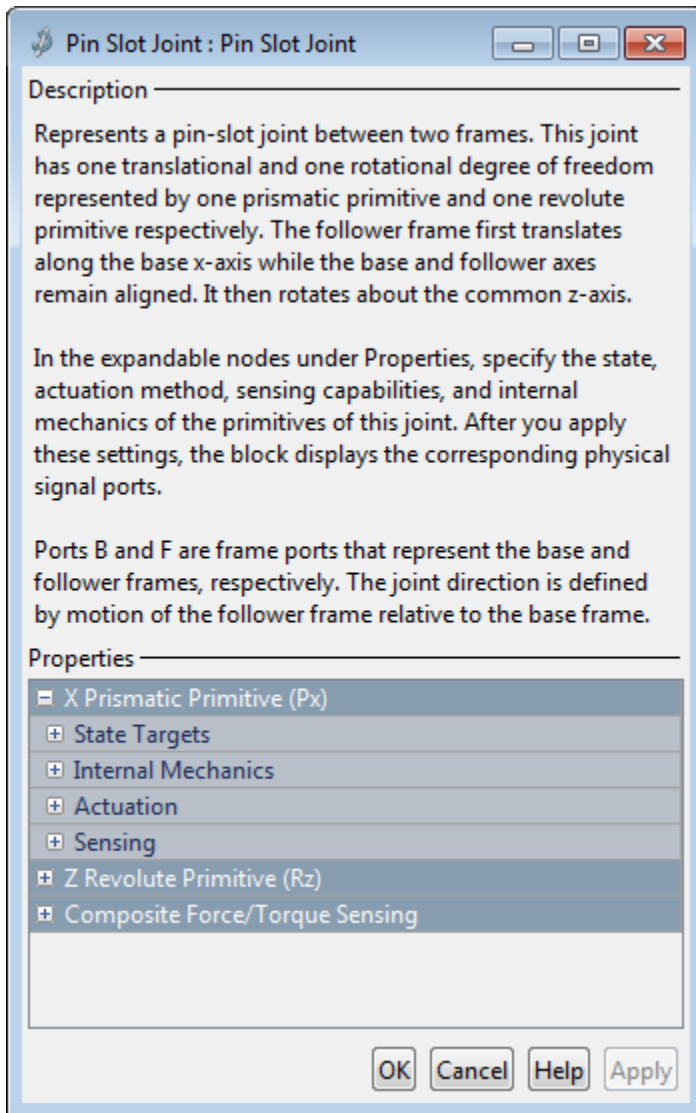 Pin Slot Joint : Pin Slot Joint
Description
Represents a pin-slot joint between two frames. This joint
has one translational and one rotational degree of freedom
represented by one prismatic primitive and one revolute
primitive respectively. The follower frame first translates
along the base x-axis while the base and follower axes
remain aligned. It then rotates about the common z-axis.
In the expandable nodes under Properties, specify the state,
actuation method, sensing capabilities, and internal
mechanics of the primitives of this joint. After you apply
these settings, the block displays the corresponding physical
signal ports.
Ports B and F are frame ports that represent the base and
follower frames, respectively. The joint direction is defined
by motion of the follower frame relative to the base frame.
Properties
X Prismatic Primitive (Px)
State Targets
Internal Mechanics
Actuation
Sensing
Z Revolute Primitive (Rz)
Composite Force/Torque Sensing
OK Cancel Help Apply